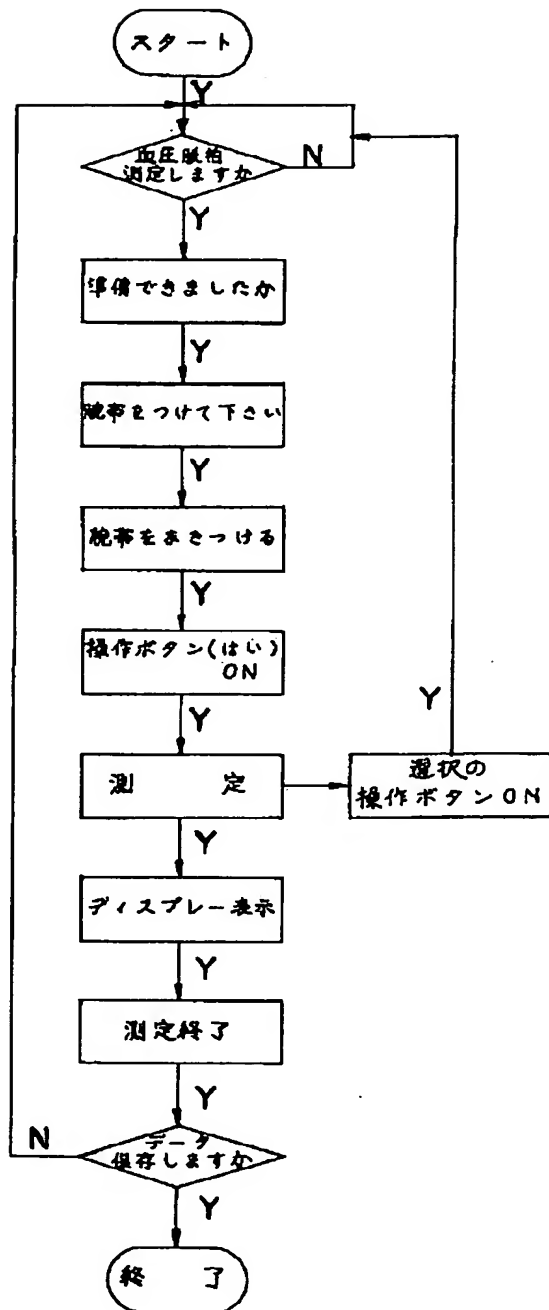 スタート
Y
血圧脈拍
測定しますか
N
Y
準備できましたか
Y
腕帯をつけて下さい
Y
腕帯をまきつける
Y
操作ボタン(はい)
ON
Y
Y
測 定
選択の
操作ボタンON
Y
ディスプレー表示
Y
測定終了
Y
N
データ
保存しますか
Y
終 了